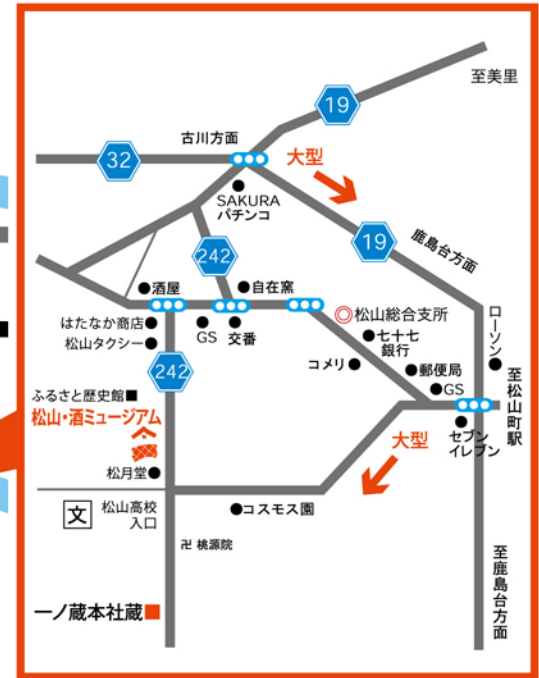 至美里
19
古川方面
32
大型
SAKURA
パチンコ
19
鹿島台方面
242
酒屋
自在窯
松山総合支所
ローソン
はたなか商店
GS
交番
七十七
銀行
松山タクシー
コメリ
郵便局
242
GS
至松山町駅
ふるさと歴史館
松山・酒ミュージアム
セブン
イレブン
大型
松月堂
文
松山高校
入口
コスモス園
卍 桃源院
至鹿島台方面
一ノ蔵本社蔵